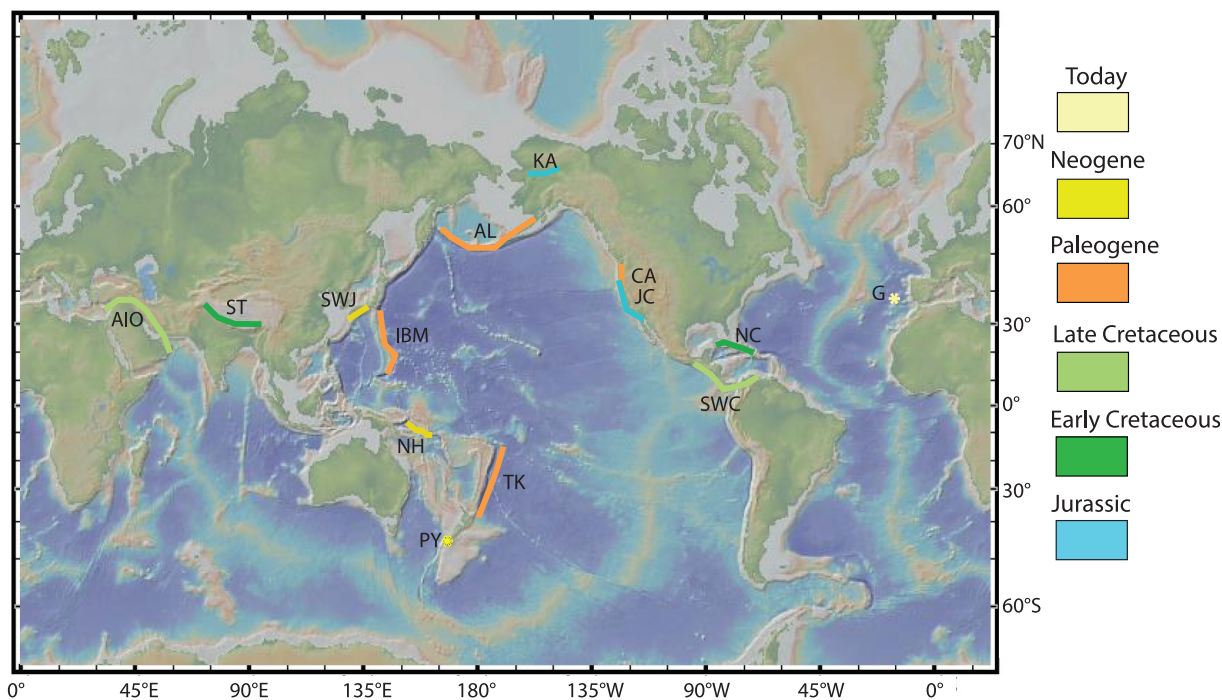 Today
Neogene
Paleogene
Late Cretaceous
Early Cretaceous
Jurassic
KA
AL
CA
JC
G
AIO
ST
SWJ
IBM
NC
SWC
NH
TK
PY
70°N
60°
30°
0°
30°
60°S
0°
45°E
90°E
135°E
180°
135°W
90°W
45°W
0°